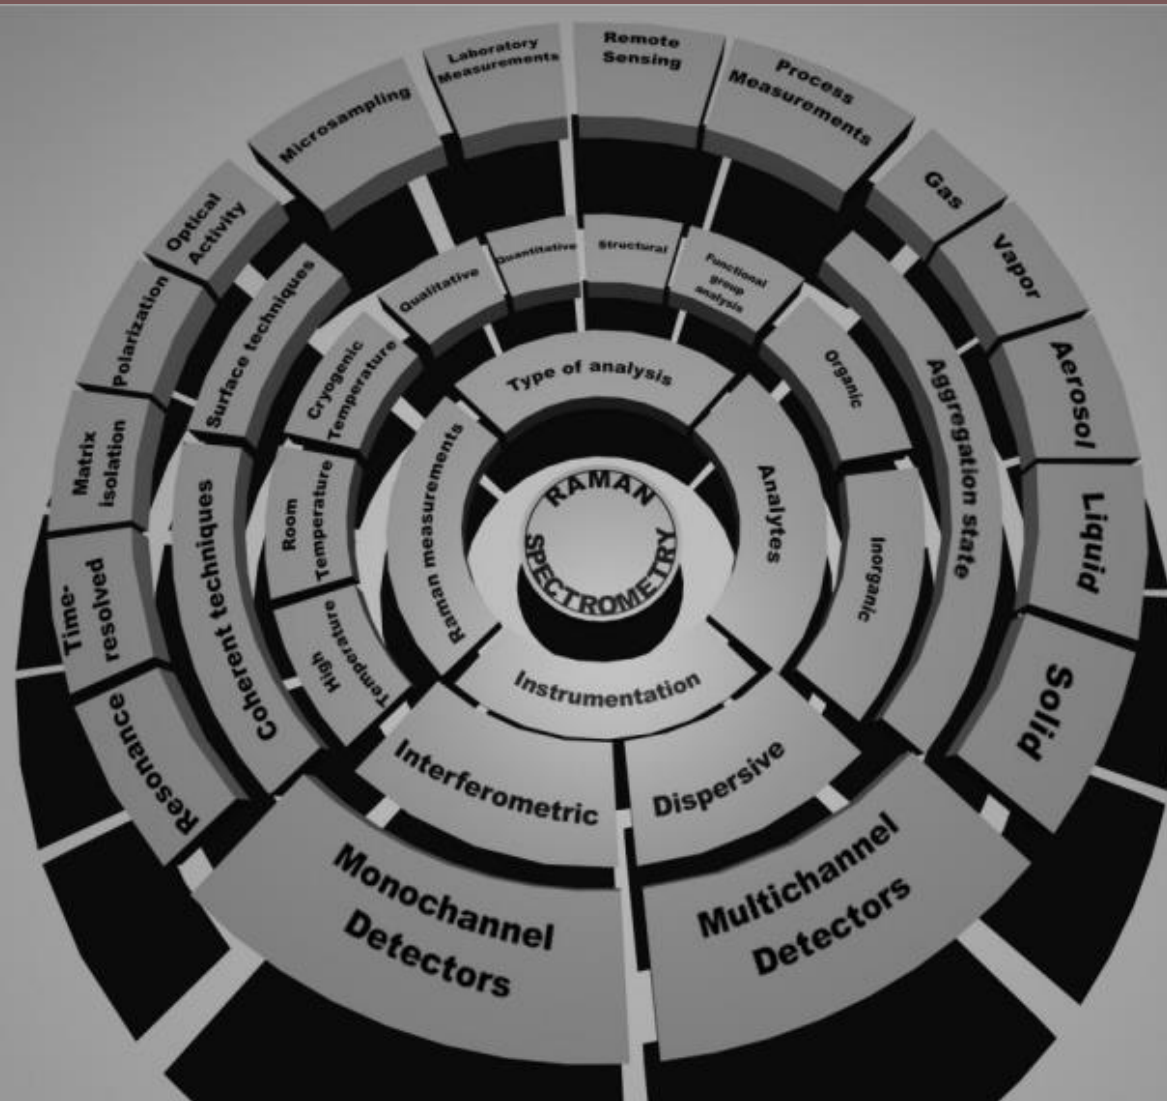 RAMAN
SPECTROMETRY
Type of analysis
Analytes
Instrumentation
Raman measurements
Qualitative
Quantitative
Structural
Functional
group
analysis
Organic
Inorganic
Dispersive
Interferometric
High
Temperature
Room
Temperature
Cryogenic
Temperature
Surface techniques
Coherent techniques
Aggregation state
Microsampling
Laboratory
Measurements
Remote
Sensing
Process
Measurements
Gas
Vapor
Aerosol
Liquid
Solid
Multichannel
Detectors
Monochannel
Detectors
Resonance
Time-
resolved
Matrix
isolation
Polarization
Optical
Activity